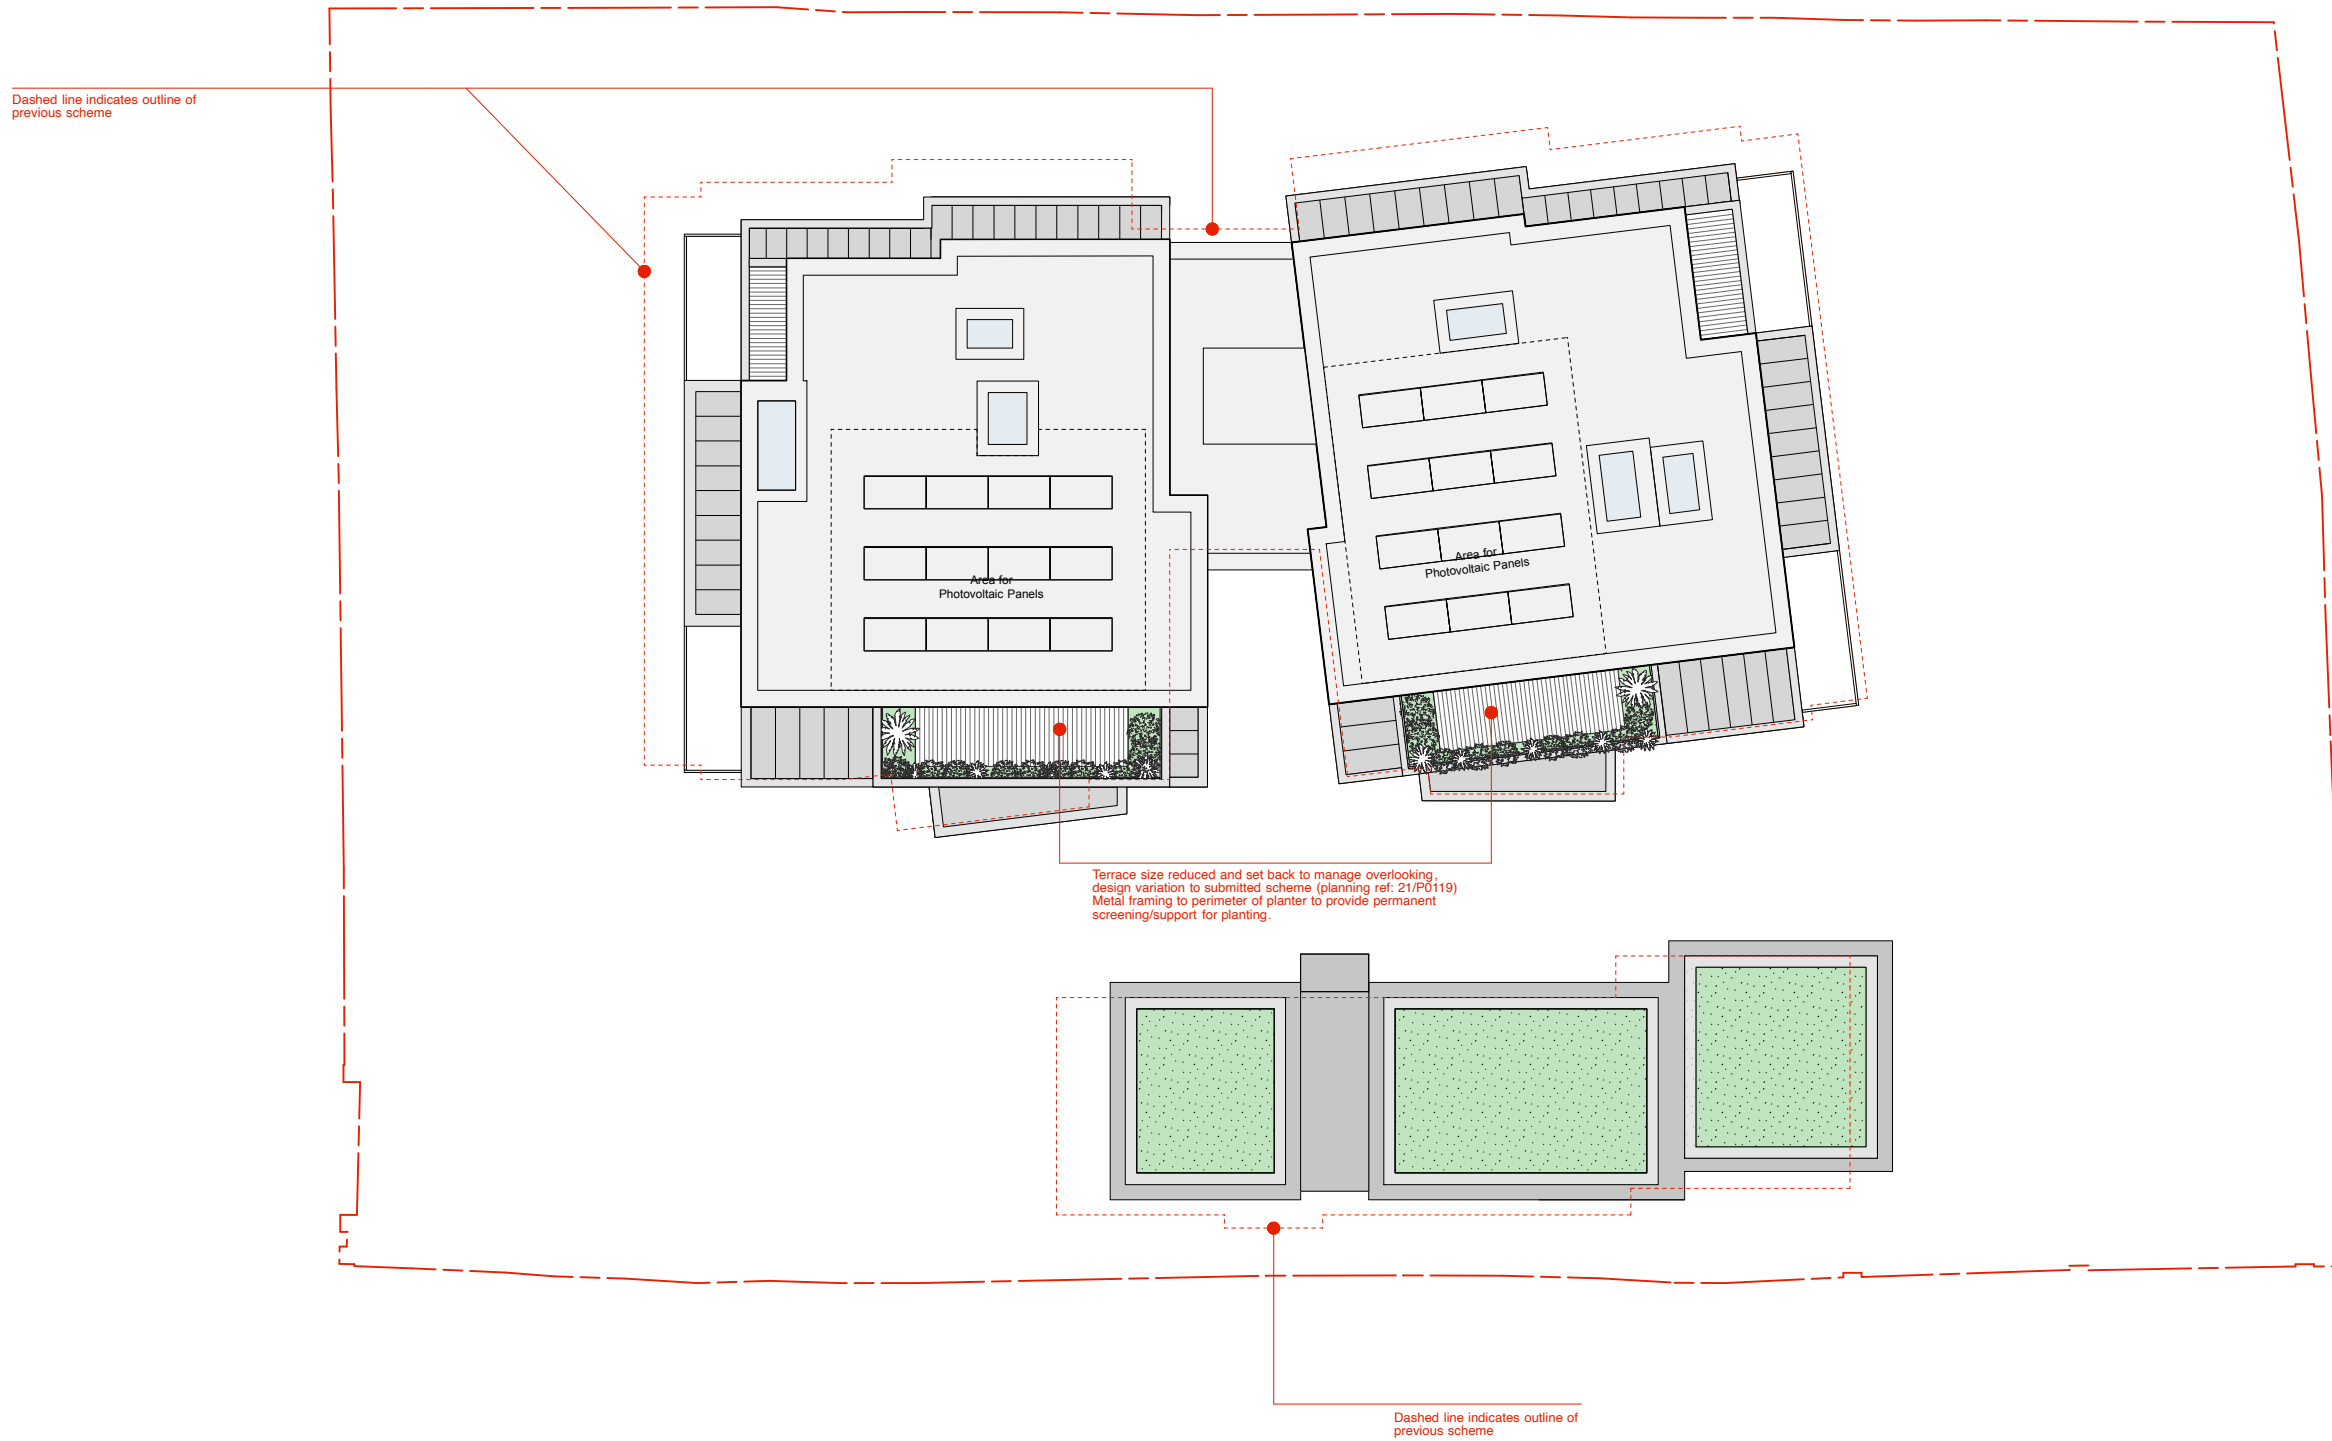 Dashed line indicates outline of
previous scheme
Area for
Photovoltaic Panels
Area for
Photovoltaic Panels
Terrace size reduced and set back to manage overlooking,
design variation to submitted scheme (planning ref: 21/P0119)
Metal framing to perimeter of planter to provide permanent
screening/support for planting.
Dashed line indicates outline of
previous scheme